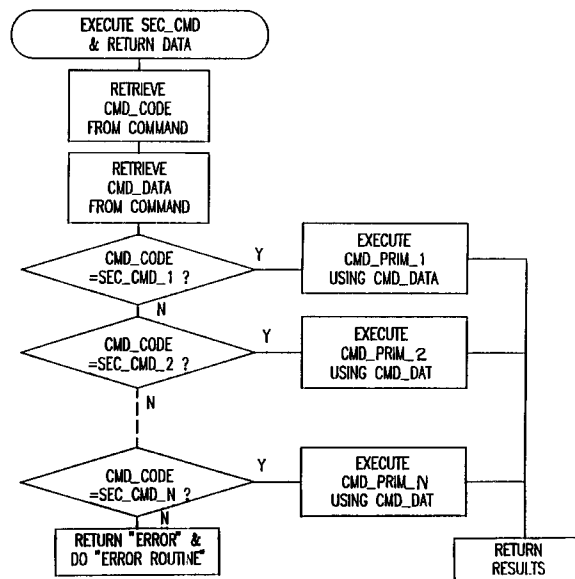 EXECUTE SEC_CMD
& RETURN DATA
RETRIEVE
CMD_CODE
FROM COMMAND
RETRIEVE
CMD_DATA
FROM COMMAND
CMD_CODE
=SEC_CMD_1 ?
Y
EXECUTE
CMD_PRIM_1
USING CMD_DATA
N
CMD_CODE
=SEC_CMD_2 ?
Y
EXECUTE
CMD_PRIM_2
USING CMD_DAT
N
CMD_CODE
=SEC_CMD_N ?
Y
EXECUTE
CMD_PRIM_N
USING CMD_DAT
N
RETURN "ERROR" &
DO "ERROR ROUTINE"
RETURN
RESULTS